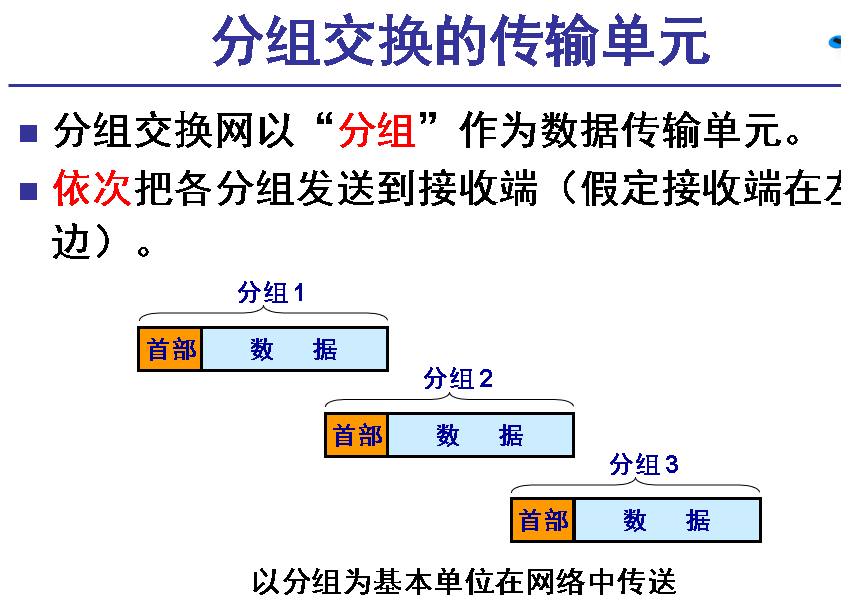 分组交换的传输单元
分组交换网以“分组”作为数据传输单元。
依次把各分组发送到接收端（假定接收端在左
边）。
分组 1
首部 数 据
分组 2
首部 数 据
分组 3
首部 数 据
以分组为基本单位在网络中传送